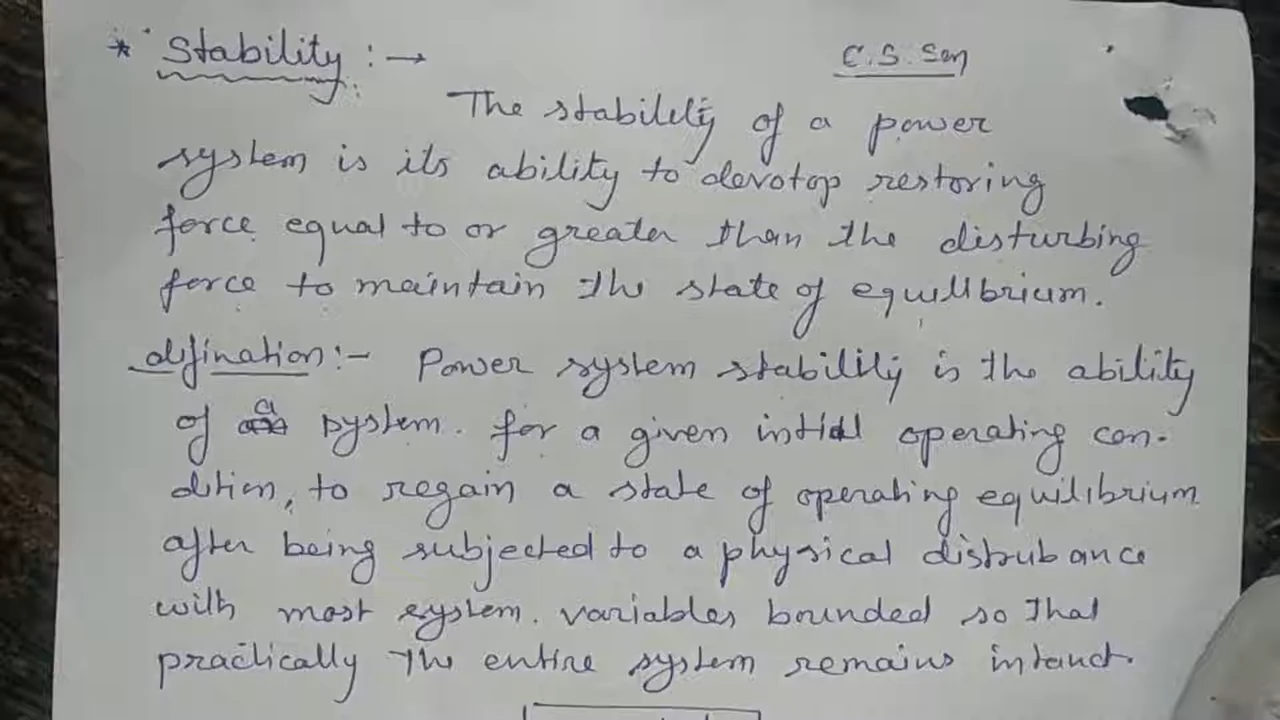 * Stability :→ C.S. Sen
The stability of a power
system is its ability to devotop restoring
force equal to or greater than the disturbing
force to maintain the state of equilibrium.
difination :- Power system stability is the ability
of a system. for a given intial operating con-
dition, to regain a state of operating equilibrium
after being subjected to a physical distrubance
with most system. variables bounded so that
practically the entire system remains intauct.